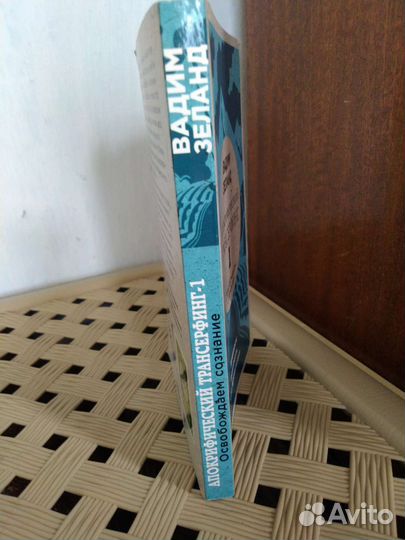 ВАДИМ
ЗЕЛАНД
АПОКРИФИЧЕСКИЙ ТРАНСЕРФИНГ-1
Освобождаем сознание
Avito